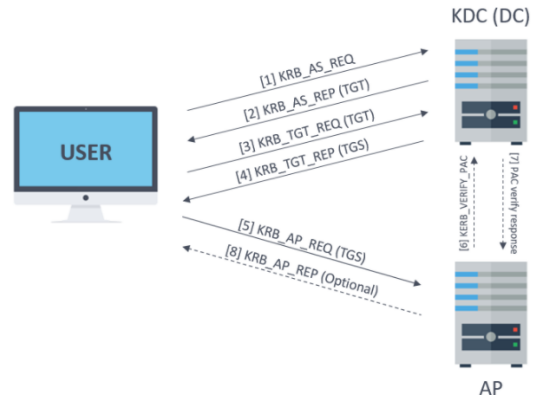 KDC (DC)
[1] KRB_AS_REQ
[2] KRB_AS_REP (TGT)
[3] KRB_TGT_REQ (TGT)
[4] KRB_TGT_REP (TGS)
USER
[5] KRB_AP_REQ (TGS)
[8] KRB_AP_REP (Optional)
[6] KERB_VERIFY_PAC
[7] PAC verify response
AP